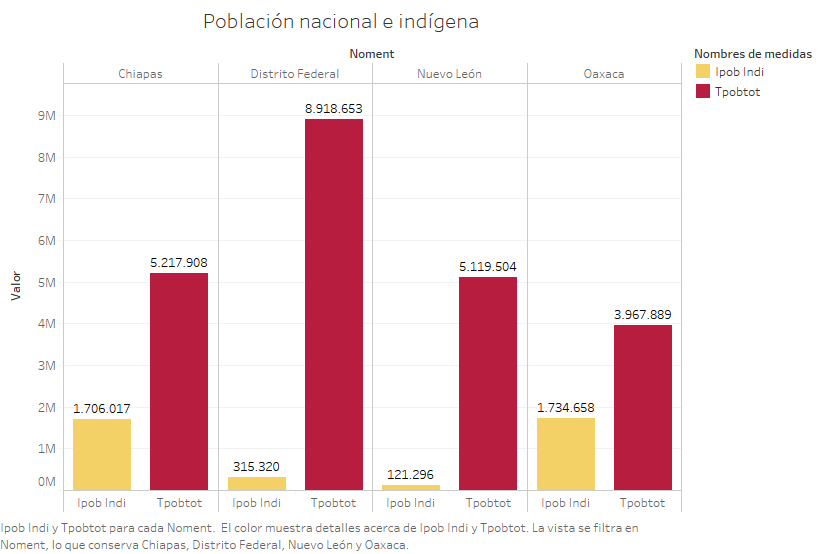 Población nacional e indígena
Noment
Chiapas
Distrito Federal
Nuevo León
Oaxaca
Nombres de medidas
Ipob Indi
Tpobtot
Valor
9M
8M
7M
6M
5M
4M
3M
2M
1M
0M
1.706.017
5.217.908
315.320
8.918.653
121.296
5.119.504
1.734.658
3.967.889
Ipob Indi
Tpobtot
Ipob Indi
Tpobtot
Ipob Indi
Tpobtot
Ipob Indi
Tpobtot
Ipob Indi y Tpobtot para cada Noment.  El color muestra detalles acerca de Ipob Indi y Tpobtot. La vista se filtra en
Noment, lo que conserva Chiapas, Distrito Federal, Nuevo León y Oaxaca.